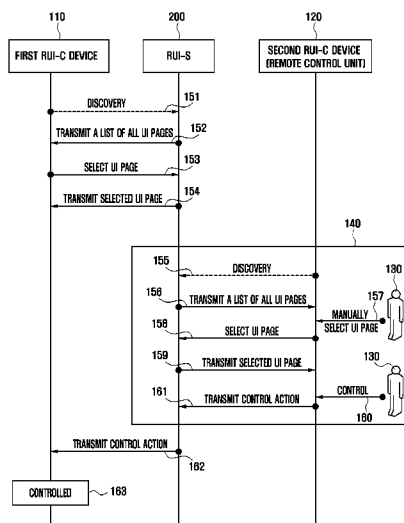 110
200
120
FIRST RUI-C DEVICE
RUI-S
SECOND RUI-C DEVICE
(REMOTE CONTROL UNIT)
DISCOVERY
151
TRANSMIT A LIST OF ALL UI PAGES
152
SELECT UI PAGE
153
TRANSMIT SELECTED UI PAGE
154
140
155
DISCOVERY
130
156
TRANSMIT A LIST OF ALL UI PAGES
157
MANUALLY
SELECT UI PAGE
158
SELECT UI PAGE
159
TRANSMIT SELECTED UI PAGE
130
161
CONTROL
TRANSMIT CONTROL ACTION
160
TRANSMIT CONTROL ACTION
162
CONTROLLED
163